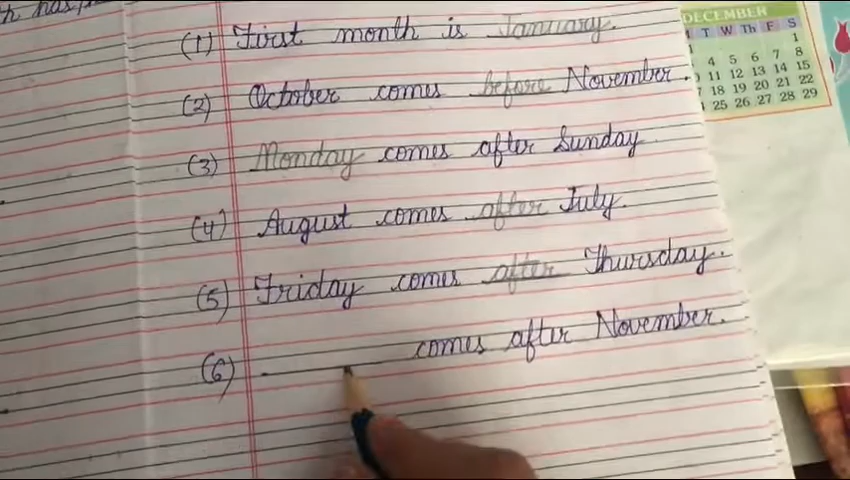 (1) First month is January.
DECEMBER
T W Th F S
1
(2) October comes before November.
4 5 6 7 8
11 12 13 14 15
18 19 20 21 22
25 26 27 28 29
(3) Monday comes after Sunday
(4) August comes after July.
(5) Friday comes after Thursday.
(6) ______ comes after November.